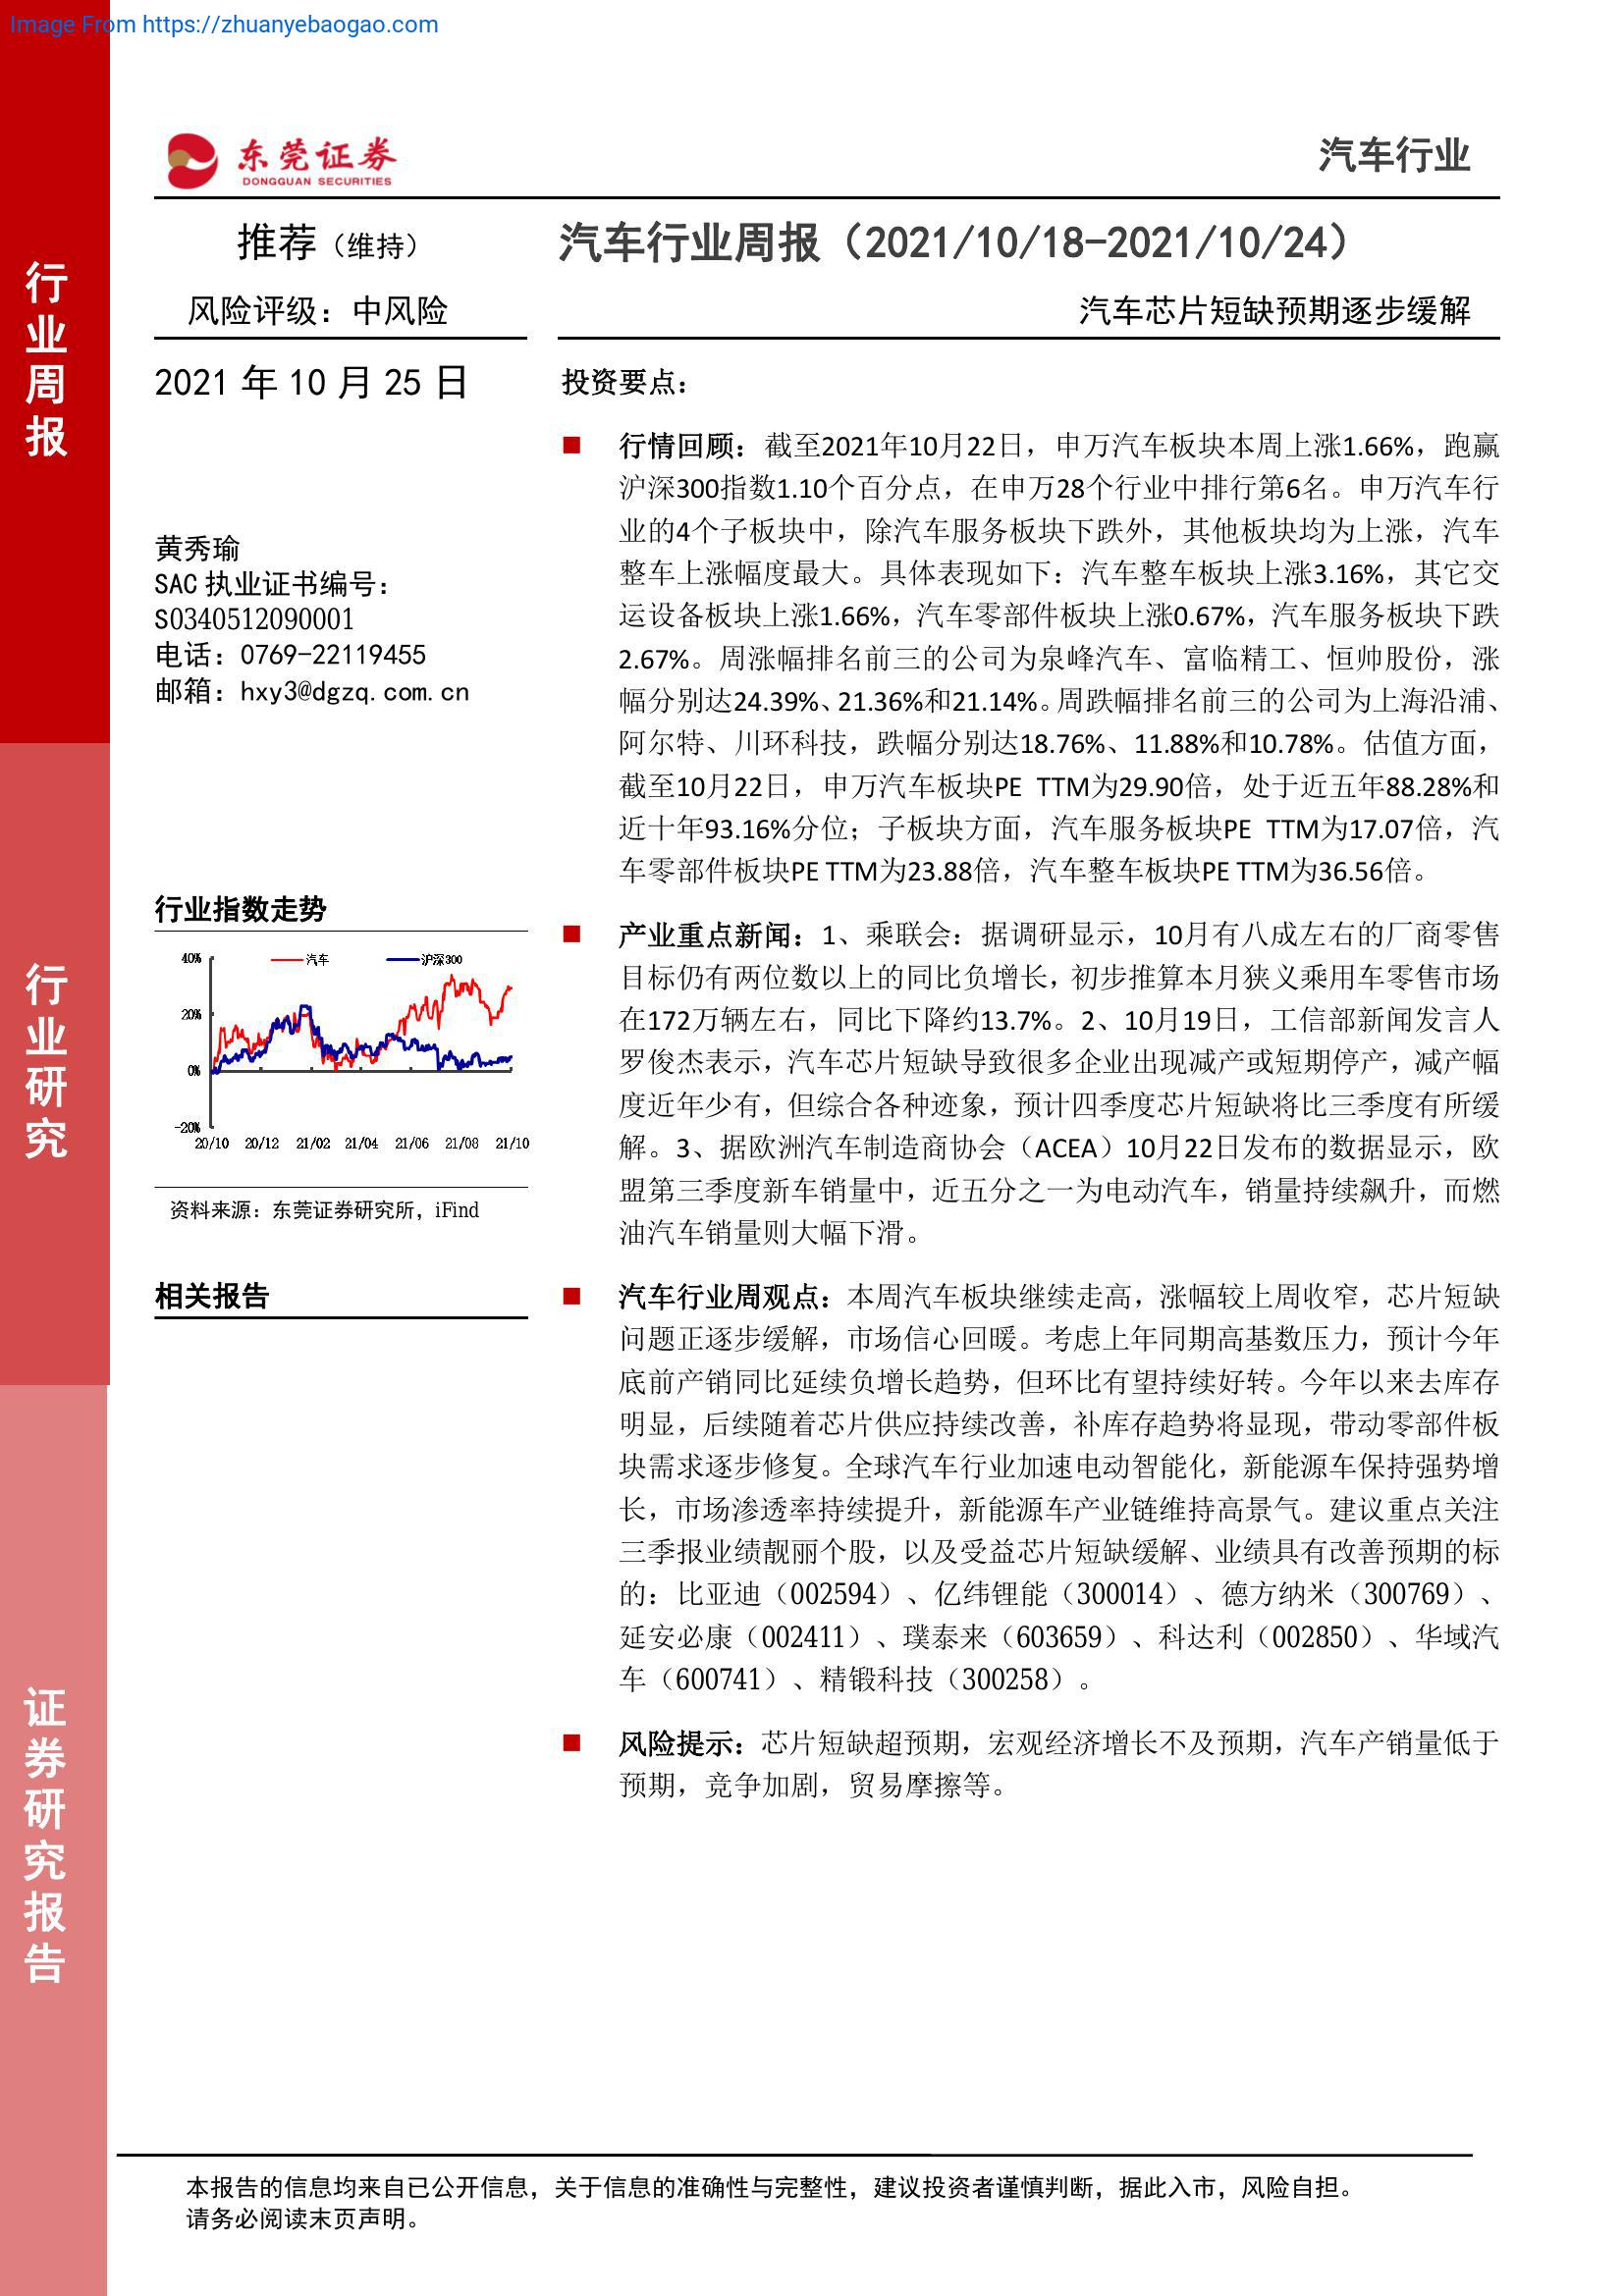 Image From https://zhuanyebaogao.com
行业周报
行业研究
证券研究报告
东莞证券
DONGGUAN SECURITIES
汽车行业
推荐（维持）
风险评级：中风险
2021 年 10 月 25 日
黄秀瑜
SAC 执业证书编号：
S0340512090001
电话：0769-22119455
邮箱：hxy3@dgzq.com.cn
行业指数走势
汽车
沪深300
40%
20%
0%
-20%
20/10 20/12 21/02 21/04 21/06 21/08 21/10
资料来源：东莞证券研究所，iFind
相关报告
汽车行业周报（2021/10/18-2021/10/24）
汽车芯片短缺预期逐步缓解
投资要点：
■ 行情回顾：截至2021年10月22日，申万汽车板块本周上涨1.66%，跑赢
沪深300指数1.10个百分点，在申万28个行业中排行第6名。申万汽车行
业的4个子板块中，除汽车服务板块下跌外，其他板块均为上涨，汽车
整车上涨幅度最大。具体表现如下：汽车整车板块上涨3.16%，其它交
运设备板块上涨1.66%，汽车零部件板块上涨0.67%，汽车服务板块下跌
2.67%。周涨幅排名前三的公司为泉峰汽车、富临精工、恒帅股份，涨
幅分别达24.39%、21.36%和21.14%。周跌幅排名前三的公司为上海沿浦、
阿尔特、川环科技，跌幅分别达18.76%、11.88%和10.78%。估值方面，
截至10月22日，申万汽车板块PE TTM为29.90倍，处于近五年88.28%和
近十年93.16%分位；子板块方面，汽车服务板块PE TTM为17.07倍，汽
车零部件板块PE TTM为23.88倍，汽车整车板块PE TTM为36.56倍。
■ 产业重点新闻：1、乘联会：据调研显示，10月有八成左右的厂商零售
目标仍有两位数以上的同比负增长，初步推算本月狭义乘用车零售市场
在172万辆左右，同比下降约13.7%。2、10月19日，工信部新闻发言人
罗俊杰表示，汽车芯片短缺导致很多企业出现减产或短期停产，减产幅
度近年少有，但综合各种迹象，预计四季度芯片短缺将比三季度有所缓
解。3、据欧洲汽车制造商协会（ACEA）10月22日发布的数据显示，欧
盟第三季度新车销量中，近五分之一为电动汽车，销量持续飙升，而燃
油汽车销量则大幅下滑。
■ 汽车行业周观点：本周汽车板块继续走高，涨幅较上周收窄，芯片短缺
问题正逐步缓解，市场信心回暖。考虑上年同期高基数压力，预计今年
底前产销同比延续负增长趋势，但环比有望持续好转。今年以来去库存
明显，后续随着芯片供应持续改善，补库存趋势将显现，带动零部件板
块需求逐步修复。全球汽车行业加速电动智能化，新能源车保持强势增
长，市场渗透率持续提升，新能源车产业链维持高景气。建议重点关注
三季报业绩靓丽个股，以及受益芯片短缺缓解、业绩具有改善预期的标
的：比亚迪（002594）、亿纬锂能（300014）、德方纳米（300769）、
延安必康（002411）、璞泰来（603659）、科达利（002850）、华域汽
车（600741）、精锻科技（300258）。
■ 风险提示：芯片短缺超预期，宏观经济增长不及预期，汽车产销量低于
预期，竞争加剧，贸易摩擦等。
本报告的信息均来自已公开信息，关于信息的准确性与完整性，建议投资者谨慎判断，据此入市，风险自担。
请务必阅读末页声明。